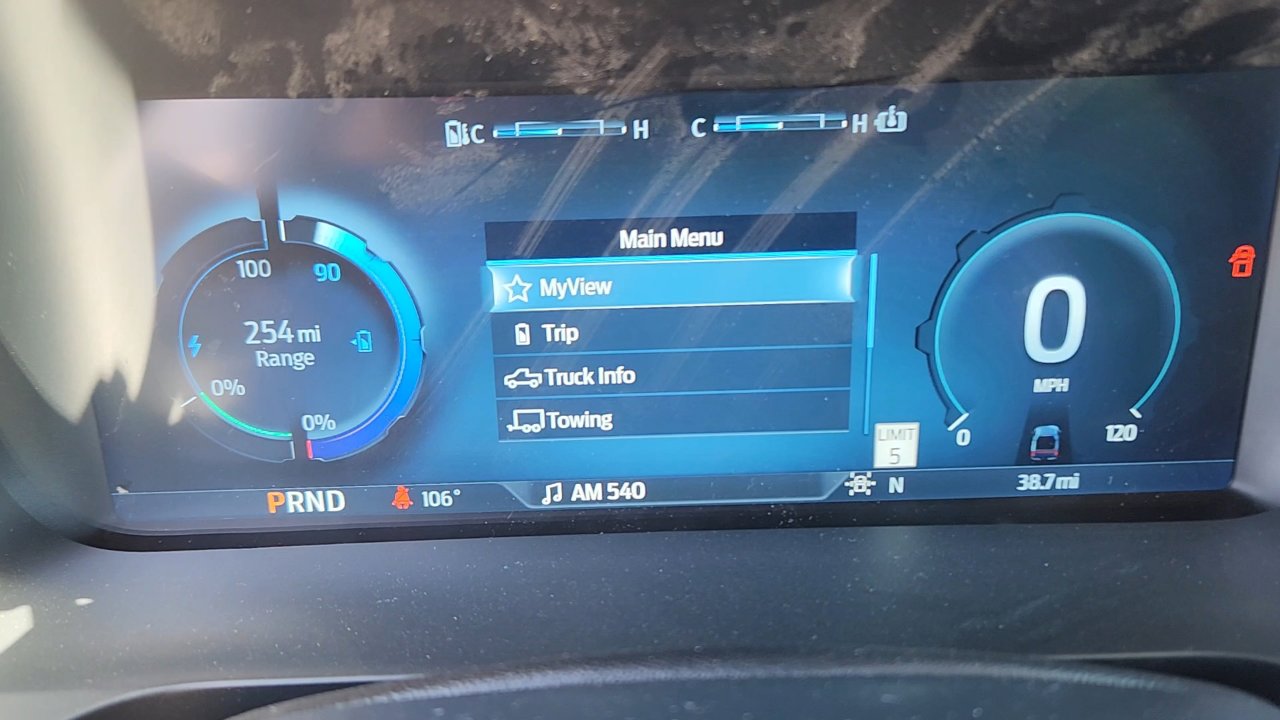 C H C H
Main Menu
MyView
Trip
Truck Info
Towing
100 90
254 mi
Range
0%
0%
0
MPH
0 120
LIMIT
5
PRND 106° AM 540 N 38.7 mi